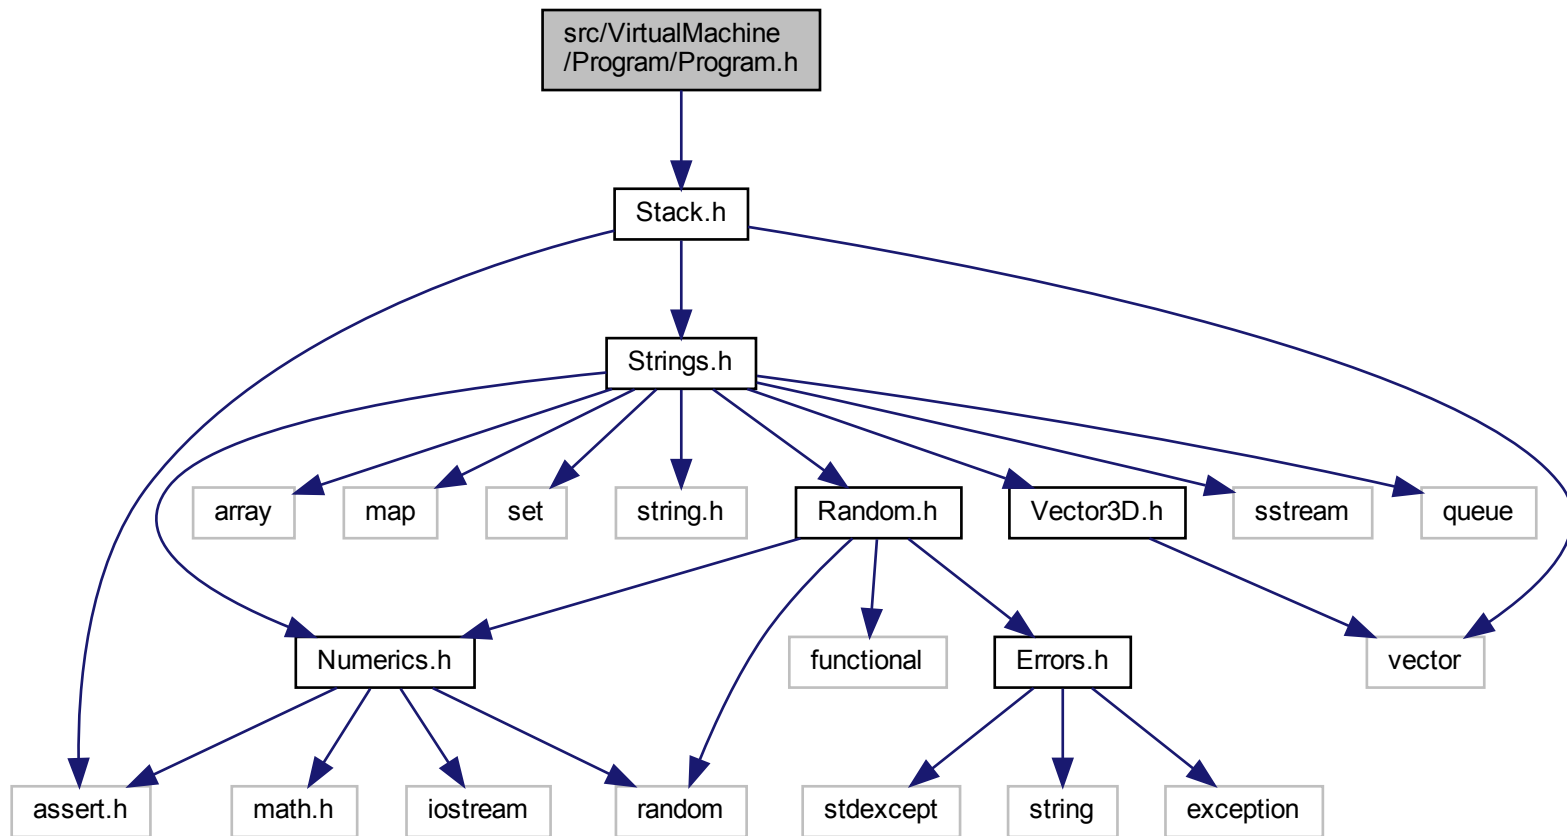 src/VirtualMachine
/Program/Program.h
Stack.h
Strings.h
array
map
set
string.h
Random.h
Vector3D.h
sstream
queue
Numerics.h
functional
Errors.h
vector
assert.h
math.h
iostream
random
stdexcept
string
exception